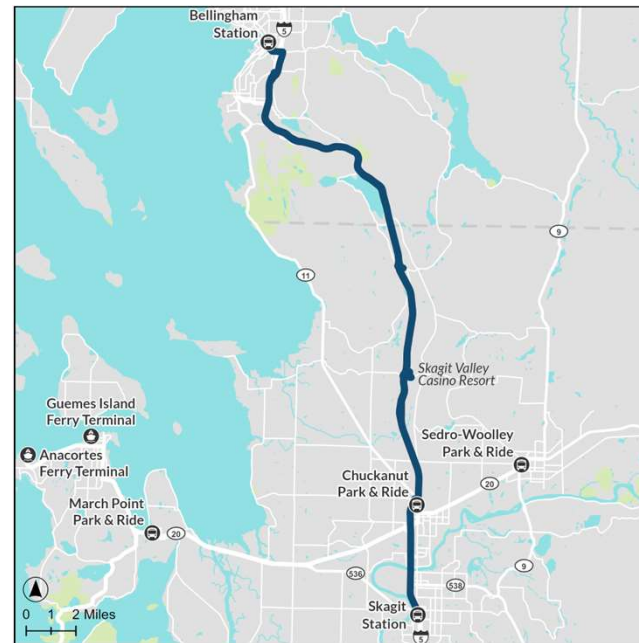 Bellingham
Station
5
9
11
Skagit Valley
Casino Resort
Guemes Island
Ferry Terminal
Sedro-Woolley
Park & Ride
Anacortes
Ferry Terminal
Chuckanut
Park & Ride
20
March Point
Park & Ride
20
536
9
538
Skagit
Station
5
0 1 2 Miles